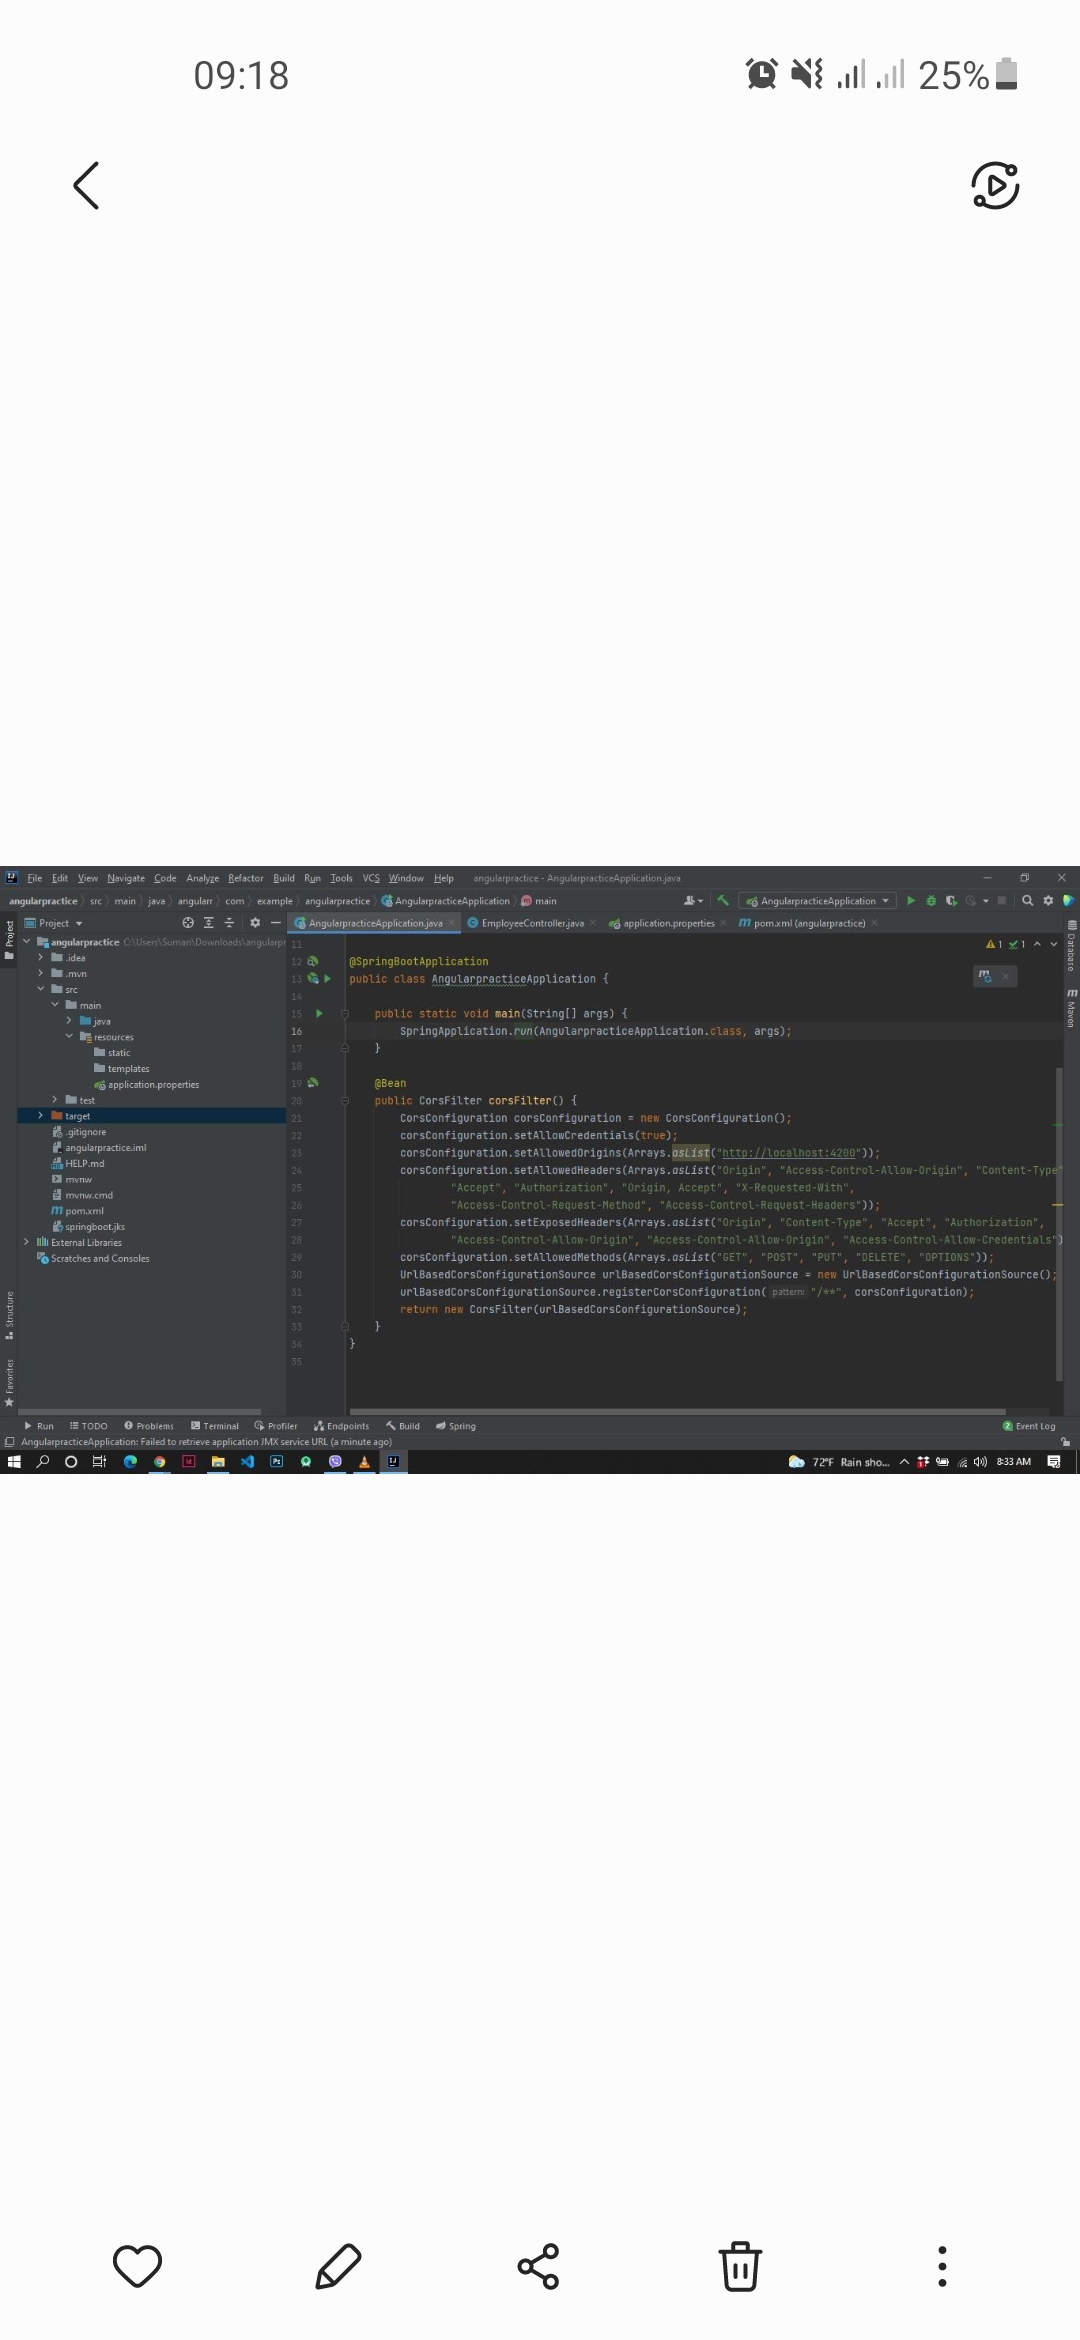 09:18
25%
File Edit View Navigate Code Analyze Refactor Build Run Tools VCS Window Help angularpractice - AngularpracticeApplication.java
angularpractice src main java angularr com example angularpractice AngularpracticeApplication main
AngularpracticeApplication
Project
AngularpracticeApplication.java EmployeeController.java application.properties pom.xml (angularpractice)
Project
angularpractice C:\Users\Suman\Downloads\angularpr
.idea
.mvn
src
main
java
resources
static
templates
application.properties
test
target
.gitignore
angularpractice.iml
HELP.md
mvnw
mvnw.cmd
pom.xml
springboot.jks
External Libraries
Scratches and Consoles
Structure
Favorites
1 1
11
12 @SpringBootApplication
13 public class AngularpracticeApplication {
14
15 public static void main(String[] args) {
16 SpringApplication.run(AngularpracticeApplication.class, args);
17 }
18
19 @Bean
20 public CorsFilter corsFilter() {
21 CorsConfiguration corsConfiguration = new CorsConfiguration();
22 corsConfiguration.setAllowCredentials(true);
23 corsConfiguration.setAllowedOrigins(Arrays.asList("http://localhost:4200"));
24 corsConfiguration.setAllowedHeaders(Arrays.asList("Origin", "Access-Control-Allow-Origin", "Content-Type"
25 "Accept", "Authorization", "Origin, Accept", "X-Requested-With",
26 "Access-Control-Request-Method", "Access-Control-Request-Headers"));
27 corsConfiguration.setExposedHeaders(Arrays.asList("Origin", "Content-Type", "Accept", "Authorization",
28 "Access-Control-Allow-Origin", "Access-Control-Allow-Origin", "Access-Control-Allow-Credentials")
29 corsConfiguration.setAllowedMethods(Arrays.asList("GET", "POST", "PUT", "DELETE", "OPTIONS"));
30 UrlBasedCorsConfigurationSource urlBasedCorsConfigurationSource = new UrlBasedCorsConfigurationSource();
31 urlBasedCorsConfigurationSource.registerCorsConfiguration( pattern: "/**", corsConfiguration);
32 return new CorsFilter(urlBasedCorsConfigurationSource);
33 }
34 }
35
Database
Maven
Run TODO Problems Terminal Profiler Endpoints Build Spring
2 Event Log
AngularpracticeApplication: Failed to retrieve application JMX service URL (a minute ago)
72°F Rain sho... 8:33 AM